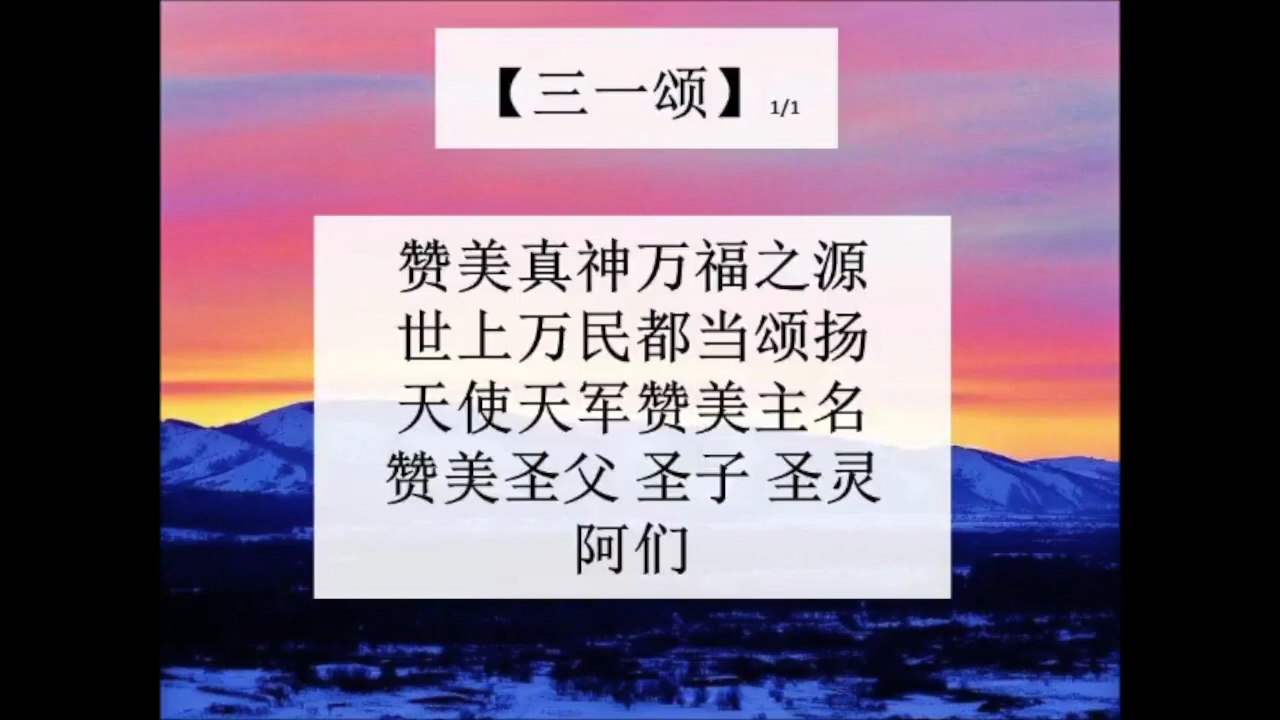 【三一颂】1/1
赞美真神万福之源
世上万民都当颂扬
天使天军赞美主名
赞美圣父 圣子 圣灵
阿们